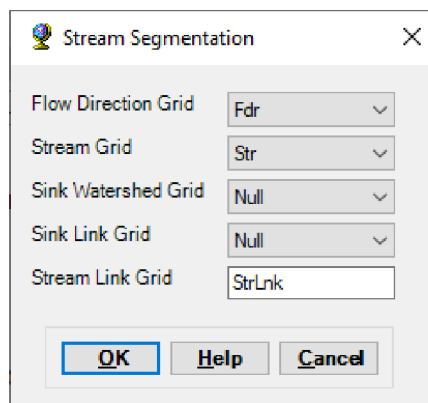 Stream Segmentation
Flow Direction Grid Fdr
Stream Grid Str
Sink Watershed Grid Null
Sink Link Grid Null
Stream Link Grid StrLnk
OK Help Cancel